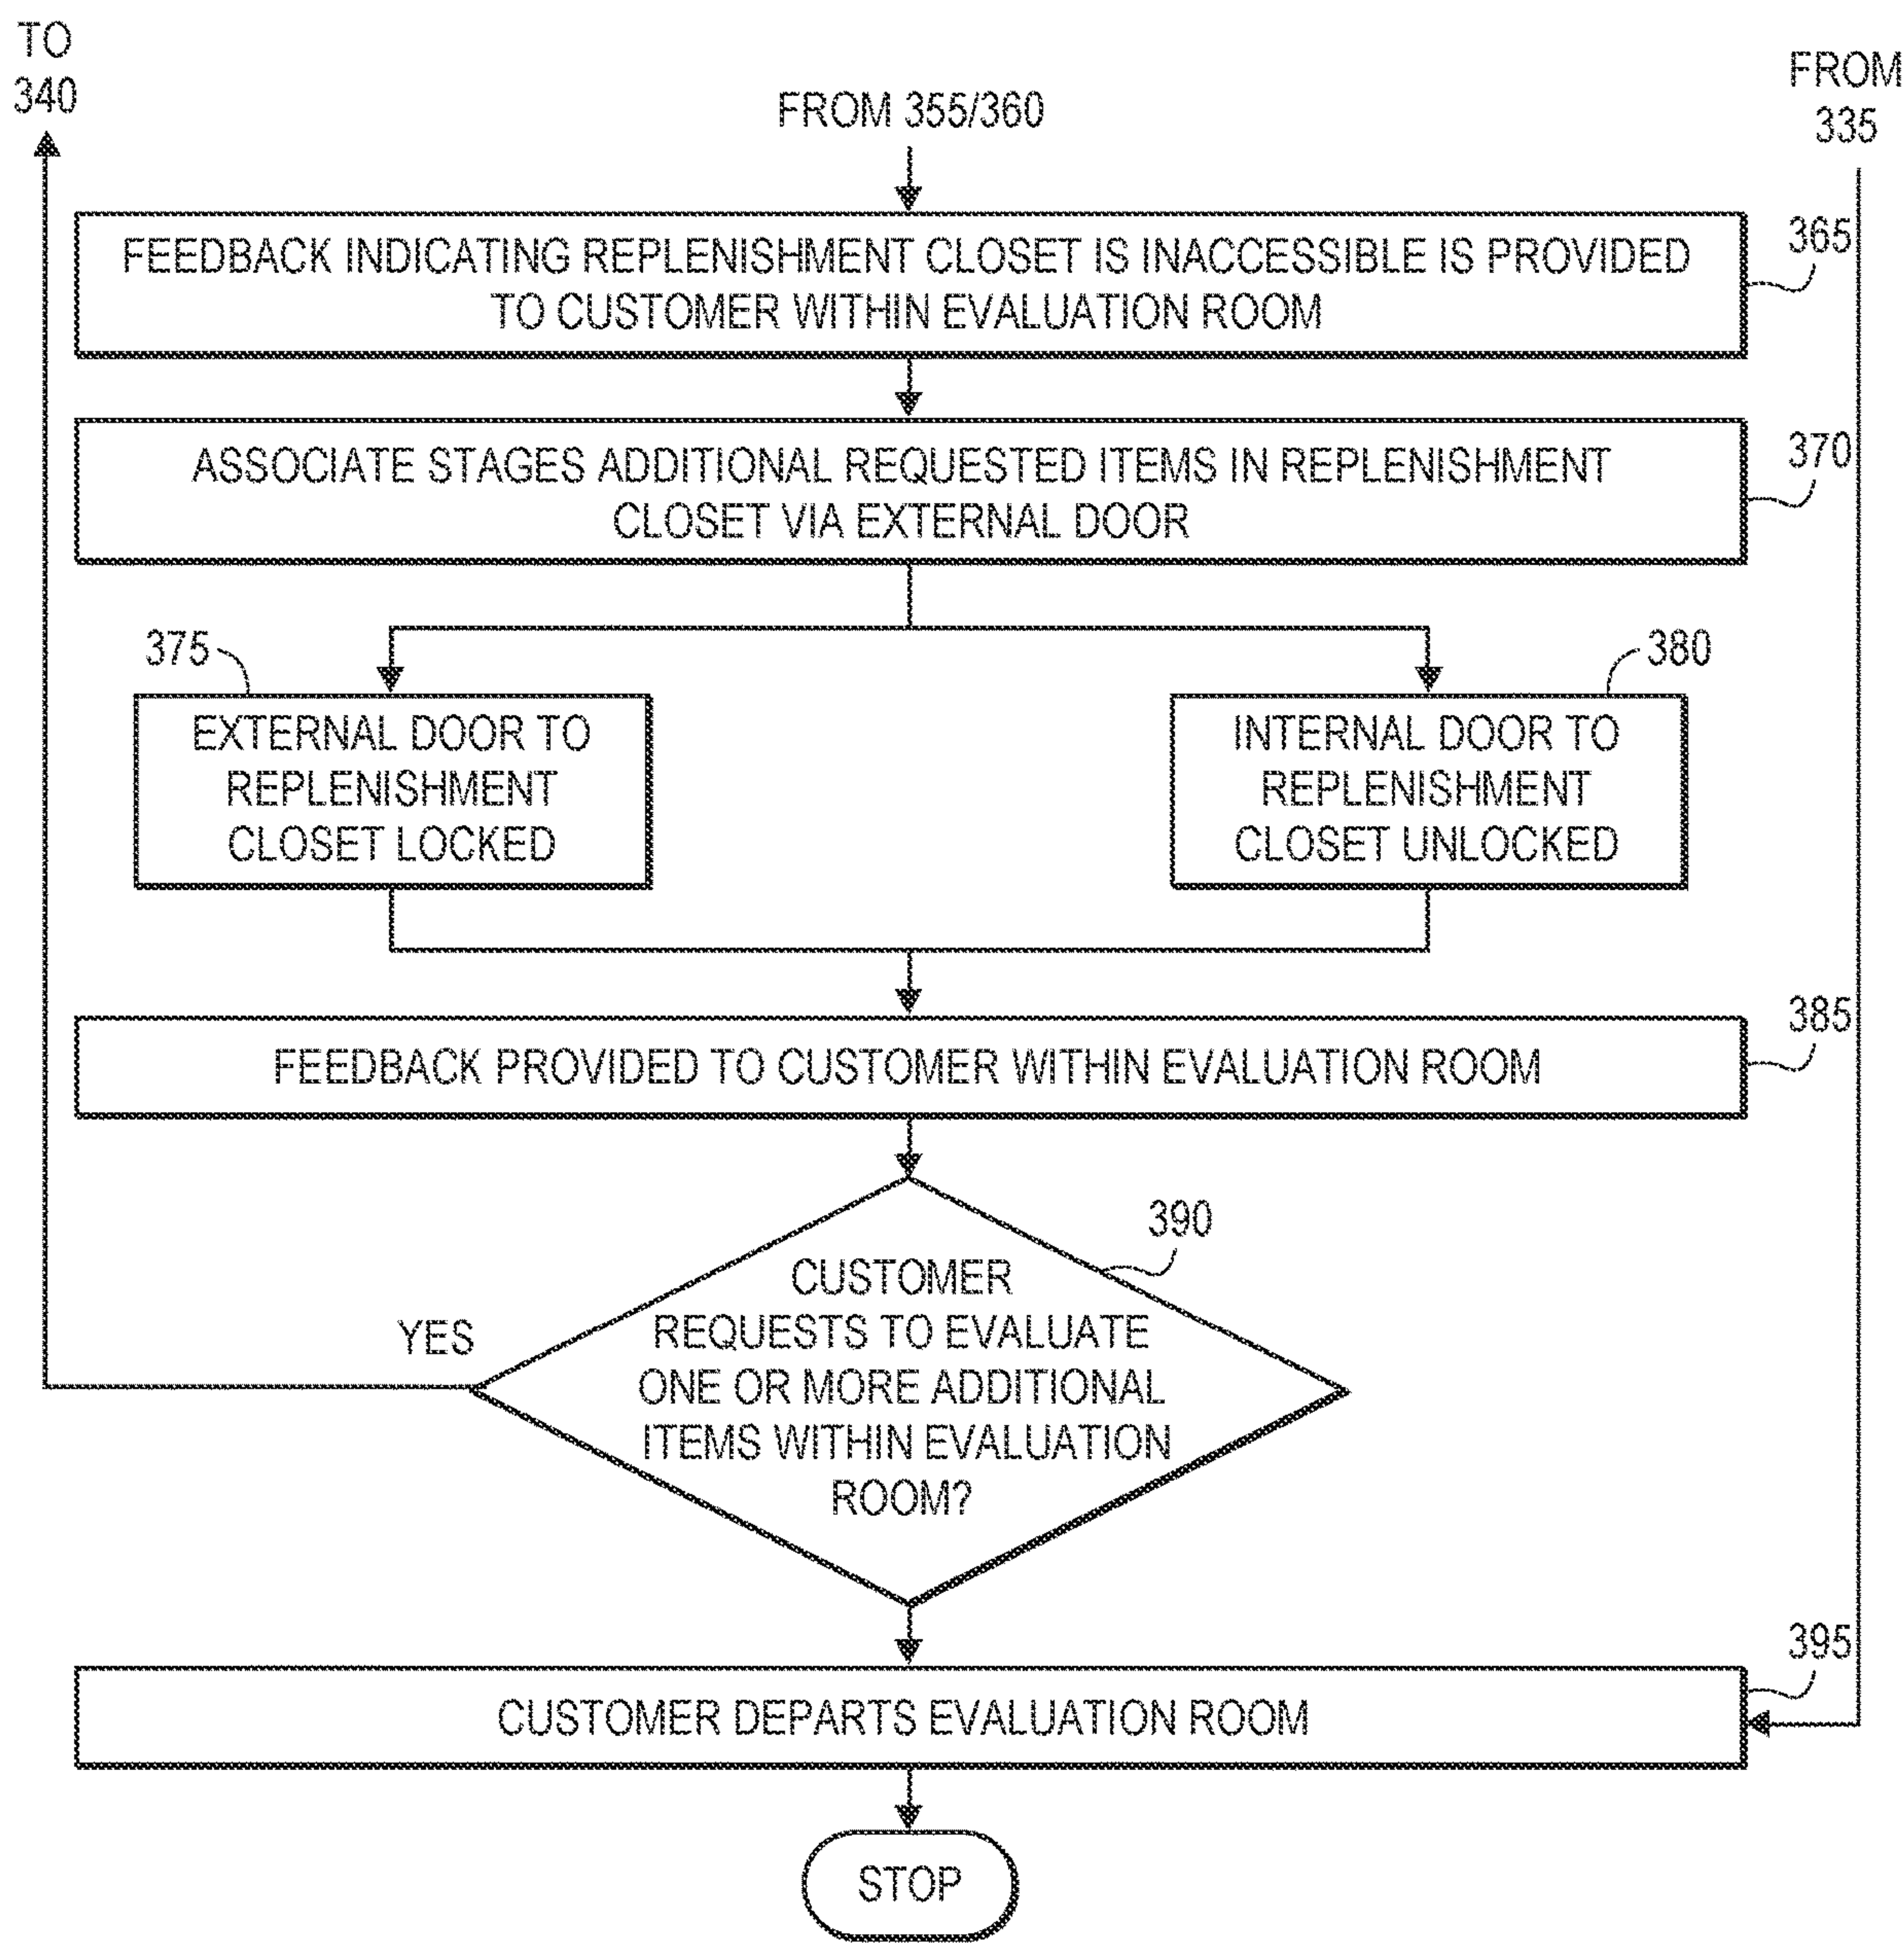 TO
340
FROM 355/360
FROM
335
FEEDBACK INDICATING REPLENISHMENT CLOSET IS INACCESSIBLE IS PROVIDED
TO CUSTOMER WITHIN EVALUATION ROOM
365
ASSOCIATE STAGES ADDITIONAL REQUESTED ITEMS IN REPLENISHMENT
CLOSET VIA EXTERNAL DOOR
370
375
EXTERNAL DOOR TO
REPLENISHMENT
CLOSET LOCKED
380
INTERNAL DOOR TO
REPLENISHMENT
CLOSET UNLOCKED
385
FEEDBACK PROVIDED TO CUSTOMER WITHIN EVALUATION ROOM
390
CUSTOMER
REQUESTS TO EVALUATE
ONE OR MORE ADDITIONAL
ITEMS WITHIN EVALUATION
ROOM?
YES
395
CUSTOMER DEPARTS EVALUATION ROOM
STOP